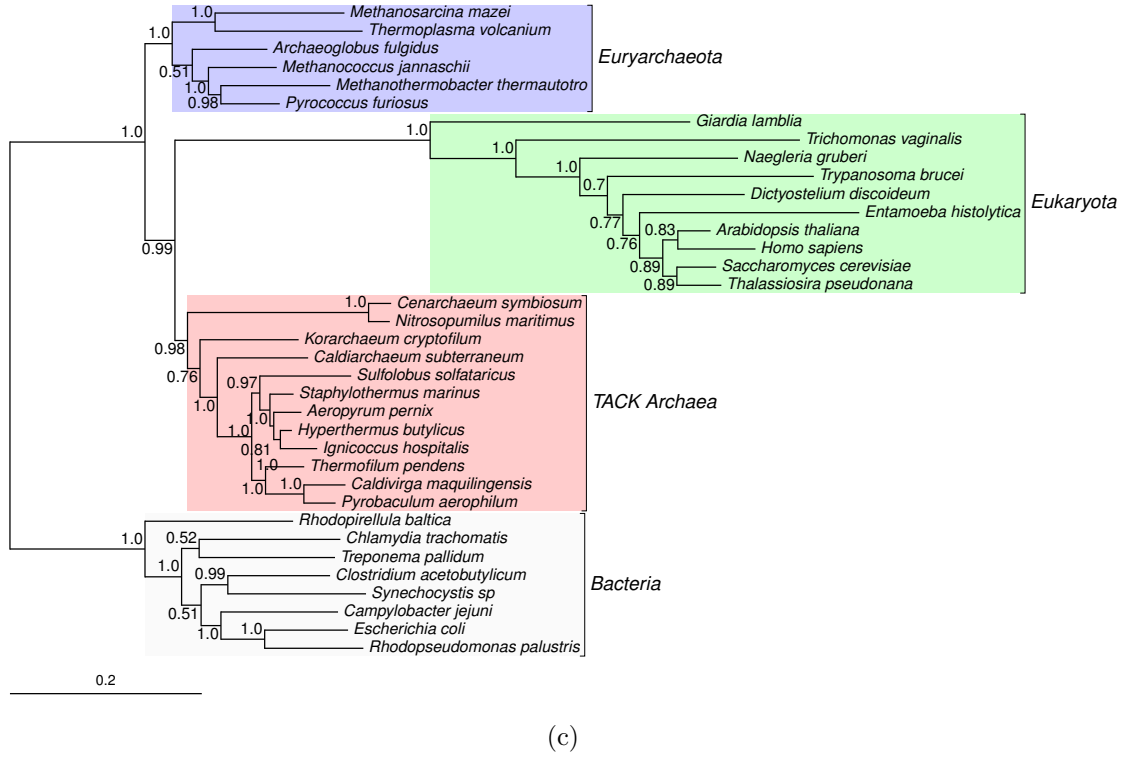 1.0
Methanosarcina mazei
Thermoplasma volcanium
1.0
Archaeoglobus fulgidus
Euryarchaeota
0.51
Methanococcus jannaschii
1.0
Methanothermobacter thermautotro
0.98
Pyrococcus furiosus
1.0
1.0
Giardia lamblia
1.0
Trichomonas vaginalis
1.0
Naegleria gruberi
0.7
Trypanosoma brucei
Dictyostelium discoideum
Eukaryota
0.77
Entamoeba histolytica
0.83
Arabidopsis thaliana
0.76
0.99
Homo sapiens
0.89
Saccharomyces cerevisiae
0.89
Thalassiosira pseudonana
1.0
Cenarchaeum symbiosum
Nitrosopumilus maritimus
0.98
Korarchaeum cryptofilum
Caldiarchaeum subterraneum
0.76
0.97
Sulfolobus solfataricus
Staphylothermus marinus
1.0
TACK Archaea
Aeropyrum pernix
1.0
1.0
Hyperthermus butylicus
0.81
Ignicoccus hospitalis
1.0
Thermofilum pendens
1.0
1.0
Caldivirga maquilingensis
Pyrobaculum aerophilum
Rhodopirellula baltica
1.0
0.52
Chlamydia trachomatis
Treponema pallidum
1.0
0.99
Clostridium acetobutylicum
Bacteria
Synechocystis sp
0.51
Campylobacter jejuni
1.0
1.0
Escherichia coli
Rhodopseudomonas palustris
0.2
(c)